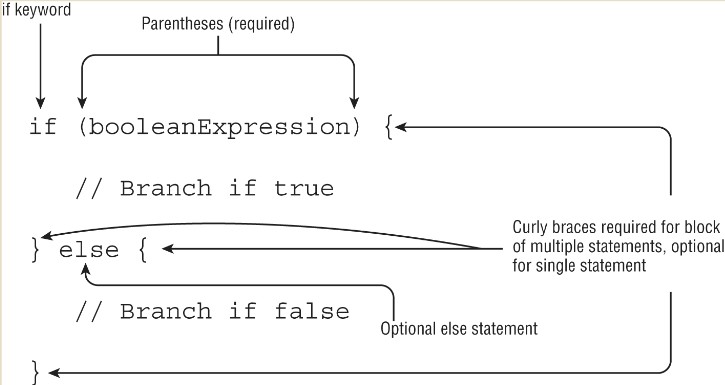 if keyword
Parentheses (required)
if (booleanExpression) {
// Branch if true
Curly braces required for block
of multiple statements, optional
for single statement
} else {
// Branch if false
Optional else statement
}